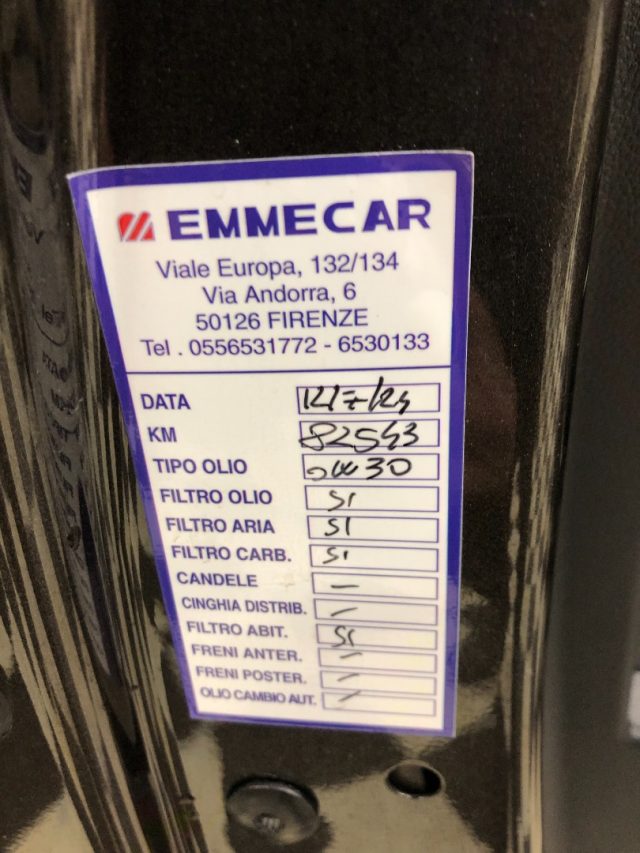 EMMECAR
Viale Europa, 132/134
Via Andorra, 6
50126 FIRENZE
Tel . 0556531772 - 6530133
DATA
KM 82543
TIPO OLIO 0W30
FILTRO OLIO SI
FILTRO ARIA SI
FILTRO CARB. SI
CANDELE —
CINGHIA DISTRIB. —
FILTRO ABIT. SI
FRENI ANTER. —
FRENI POSTER. —
OLIO CAMBIO AUT. —